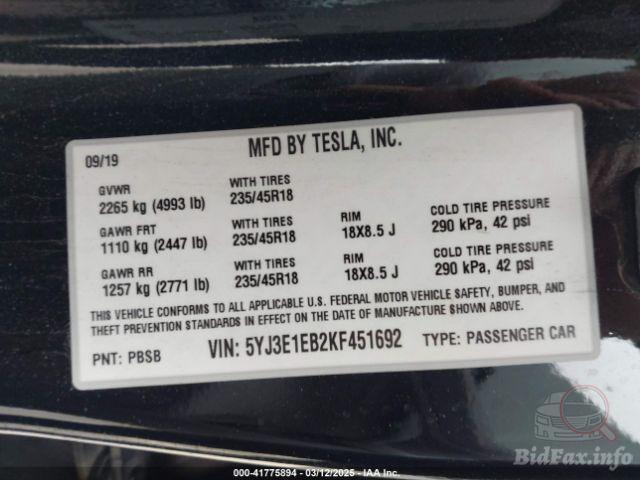 09/19
MFD BY TESLA, INC.
GVWR WITH TIRES
2265 kg (4993 lb) 235/45R18
GAWR FRT WITH TIRES RIM COLD TIRE PRESSURE
1110 kg (2447 lb) 235/45R18 18X8.5 J 290 kPa, 42 psi
GAWR RR WITH TIRES RIM COLD TIRE PRESSURE
1257 kg (2771 lb) 235/45R18 18X8.5 J 290 kPa, 42 psi
THIS VEHICLE CONFORMS TO ALL APPLICABLE U.S. FEDERAL MOTOR VEHICLE SAFETY, BUMPER, AND
THEFT PREVENTION STANDARDS IN EFFECT ON THE DATE OF MANUFACTURE SHOWN ABOVE.
PNT: PBSB VIN: 5YJ3E1EB2KF451692 TYPE: PASSENGER CAR
BidFax.info
000-41775894 - 03/12/2025 - IAA Inc.